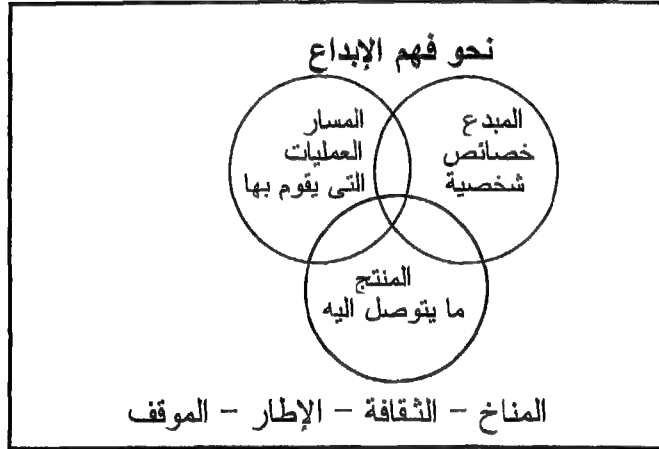 نحو فهم الإبداع
المبدع
خصائص
شخصية
المسار
العمليات
التى يقوم بها
المنتج
ما يتوصل اليه
المناخ – الثقافة – الإطار – الموقف